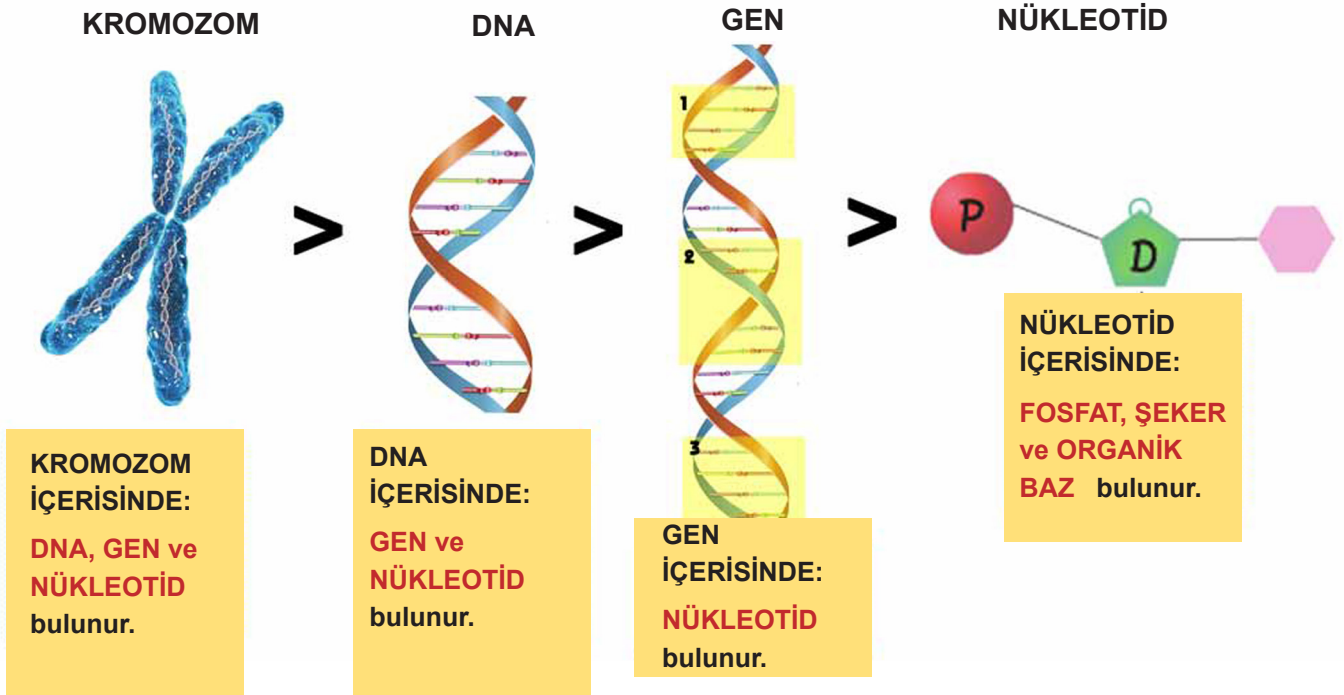 KROMOZOM
DNA
GEN
NÜKLEOTİD
>
>
>
1
2
3
P
D
KROMOZOM
İÇERİSİNDE:
DNA, GEN ve
NÜKLEOTİD
bulunur.
DNA
İÇERİSİNDE:
GEN ve
NÜKLEOTİD
bulunur.
GEN
İÇERİSİNDE:
NÜKLEOTİD
bulunur.
NÜKLEOTİD
İÇERİSİNDE:
FOSFAT, ŞEKER
ve ORGANİK
BAZ bulunur.